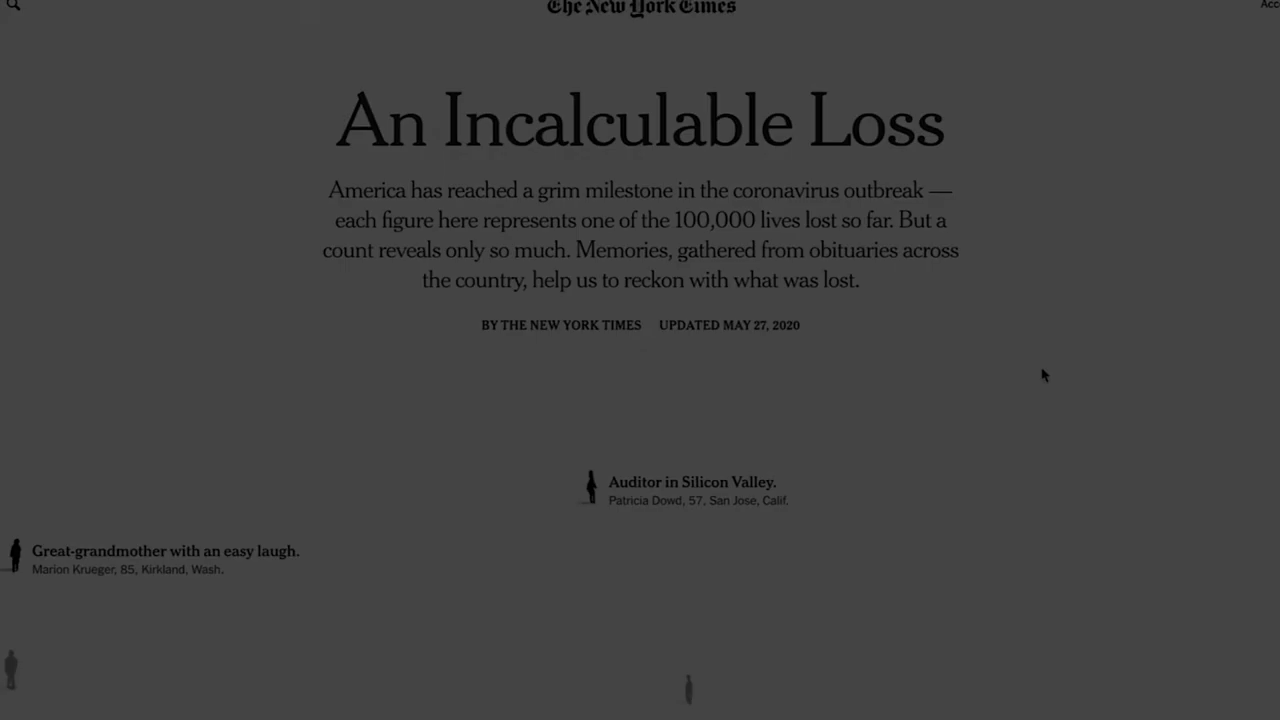 The New York Times
Acc
An Incalculable Loss
America has reached a grim milestone in the coronavirus outbreak —
each figure here represents one of the 100,000 lives lost so far. But a
count reveals only so much. Memories, gathered from obituaries across
the country, help us to reckon with what was lost.
BY THE NEW YORK TIMES UPDATED MAY 27, 2020
Auditor in Silicon Valley.
Patricia Dowd, 57, San Jose, Calif.
Great-grandmother with an easy laugh.
Marion Krueger, 85, Kirkland, Wash.